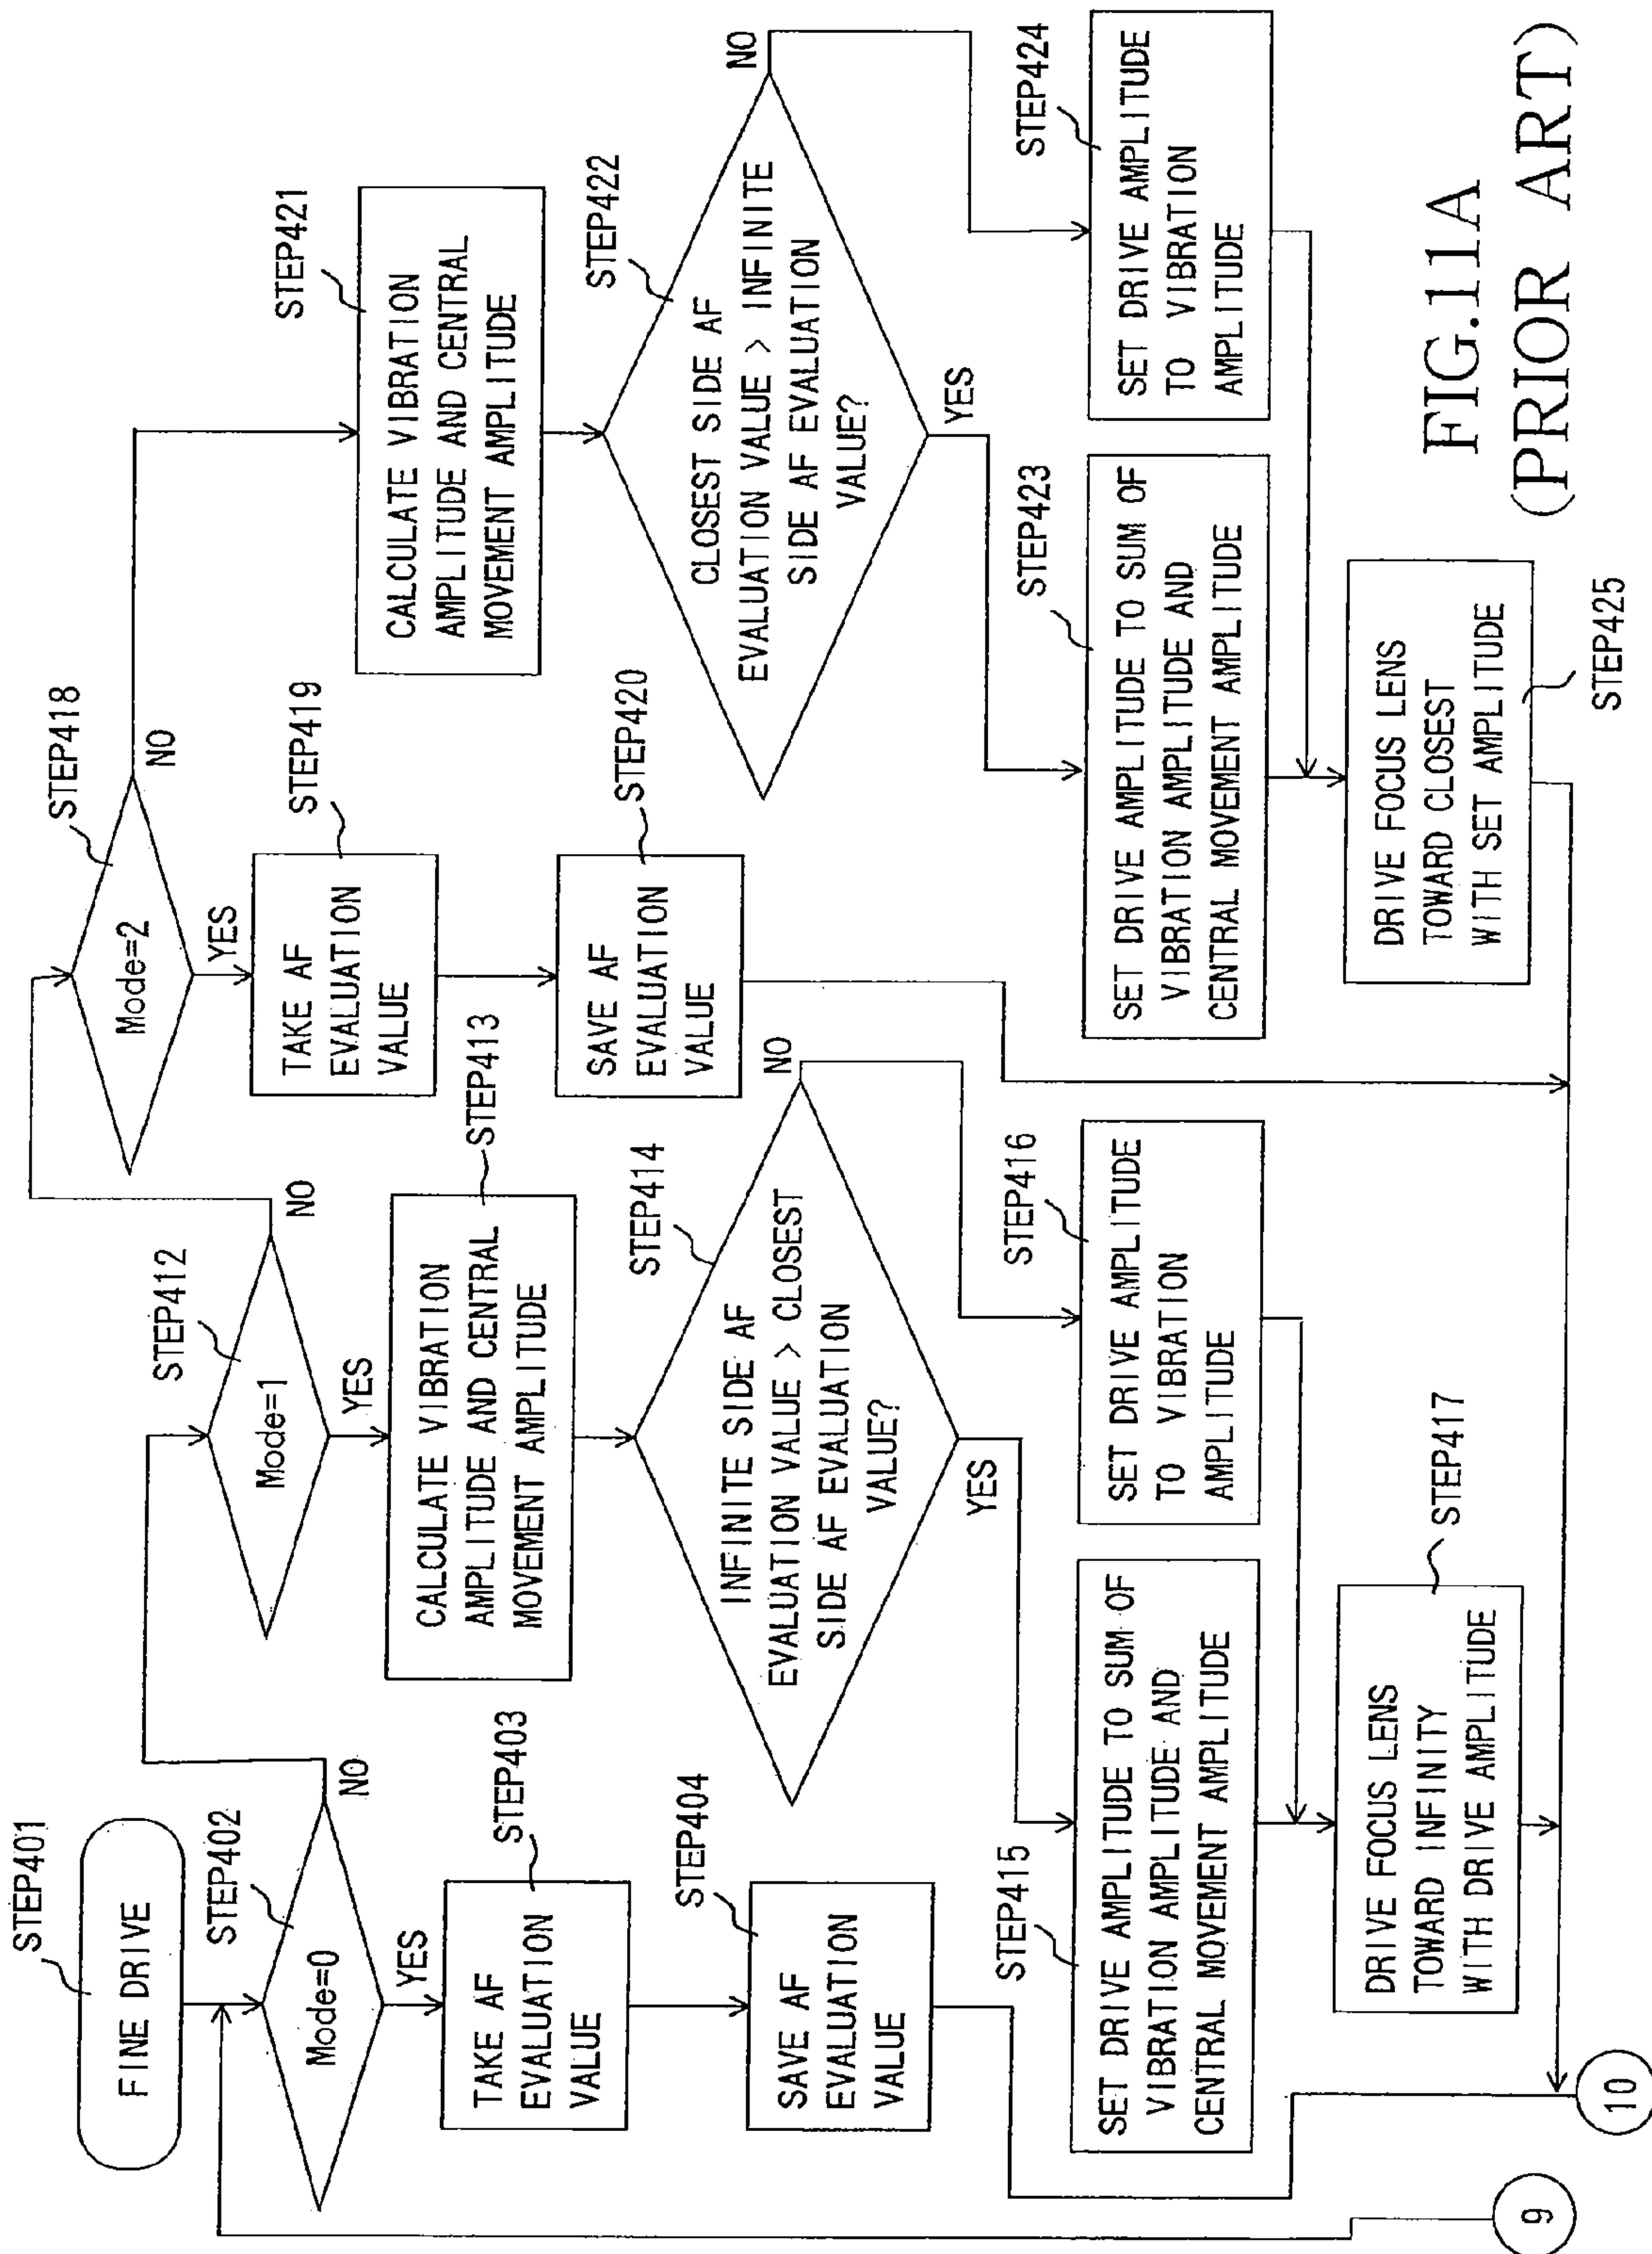 STEP401
FINE DRIVE
STEP402
Mode=0
NO
YES
STEP403
TAKE AF
EVALUATION
VALUE
STEP404
SAVE AF
EVALUATION
VALUE
STEP412
Mode=1
NO
YES
STEP413
CALCULATE VIBRATION
AMPLITUDE AND CENTRAL
MOVEMENT AMPLITUDE
STEP414
INFINITE SIDE AF
EVALUATION VALUE > CLOSEST
SIDE AF EVALUATION
VALUE?
NO
YES
STEP415
SET DRIVE AMPLITUDE TO SUM OF
VIBRATION AMPLITUDE AND
CENTRAL MOVEMENT AMPLITUDE
STEP416
SET DRIVE AMPLITUDE
TO VIBRATION
AMPLITUDE
STEP417
DRIVE FOCUS LENS
TOWARD INFINITY
WITH DRIVE AMPLITUDE
STEP418
Mode=2
NO
YES
STEP419
TAKE AF
EVALUATION
VALUE
STEP420
SAVE AF
EVALUATION
VALUE
STEP421
CALCULATE VIBRATION
AMPLITUDE AND CENTRAL
MOVEMENT AMPLITUDE
STEP422
CLOSEST SIDE AF
EVALUATION VALUE > INFINITE
SIDE AF EVALUATION
VALUE?
NO
YES
STEP423
SET DRIVE AMPLITUDE TO SUM OF
VIBRATION AMPLITUDE AND
CENTRAL MOVEMENT AMPLITUDE
STEP424
SET DRIVE AMPLITUDE
TO VIBRATION
AMPLITUDE
DRIVE FOCUS LENS
TOWARD CLOSEST
WITH SET AMPLITUDE
STEP425
9
10
FIG.11A
(PRIOR ART)